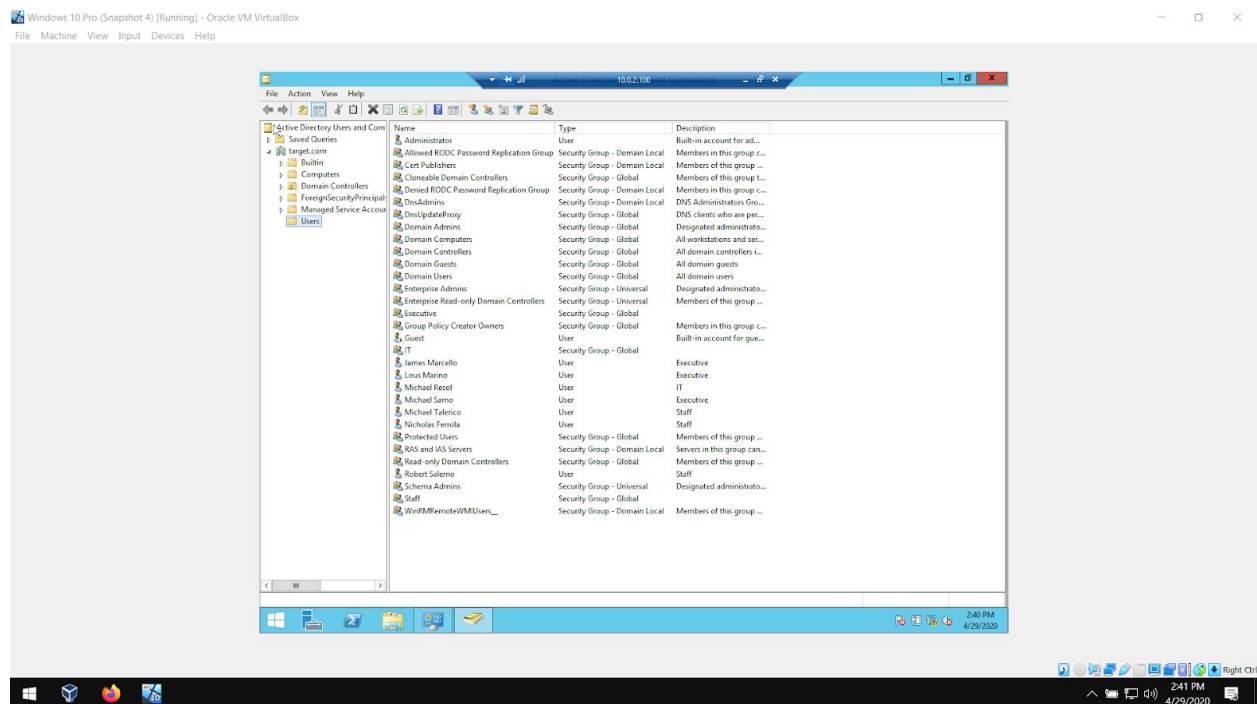 Windows 10 Pro (Snapshot 4) [Running] - Oracle VM VirtualBox
File Machine View Input Devices Help
10.0.2.100
File Action View Help
Active Directory Users and Com
Saved Queries
target.com
Builtin
Computers
Domain Controllers
ForeignSecurityPrincipals
Managed Service Accour
Users
Name Type Description
Administrator User Built-in account for ad...
Allowed RODC Password Replication Group Security Group - Domain Local Members in this group c...
Cert Publishers Security Group - Domain Local Members of this group ...
Cloneable Domain Controllers Security Group - Global Members of this group t...
Denied RODC Password Replication Group Security Group - Domain Local Members in this group c...
DnsAdmins Security Group - Domain Local DNS Administrators Gro...
DnsUpdateProxy Security Group - Global DNS clients who are per...
Domain Admins Security Group - Global Designated administrato...
Domain Computers Security Group - Global All workstations and ser...
Domain Controllers Security Group - Global All domain controllers i...
Domain Guests Security Group - Global All domain guests
Domain Users Security Group - Global All domain users
Enterprise Admins Security Group - Universal Designated administrato...
Enterprise Read-only Domain Controllers Security Group - Universal Members of this group ...
Executive Security Group - Global
Group Policy Creator Owners Security Group - Global Members in this group c...
Guest User Built-in account for gue...
IT Security Group - Global
James Marcello User Executive
Lous Marino User Executive
Michael Resol User IT
Michael Sarno User Executive
Michael Talerico User Staff
Nicholas Ferrola User Staff
Protected Users Security Group - Global Members of this group ...
RAS and IAS Servers Security Group - Domain Local Servers in this group can...
Read-only Domain Controllers Security Group - Global Members of this group ...
Robert Salerno User Staff
Schema Admins Security Group - Universal Designated administrato...
Staff Security Group - Global
WinRMRemoteWMIUsers__ Security Group - Domain Local Members of this group ...
2:40 PM
4/29/2020
Right Ctrl
2:41 PM
4/29/2020